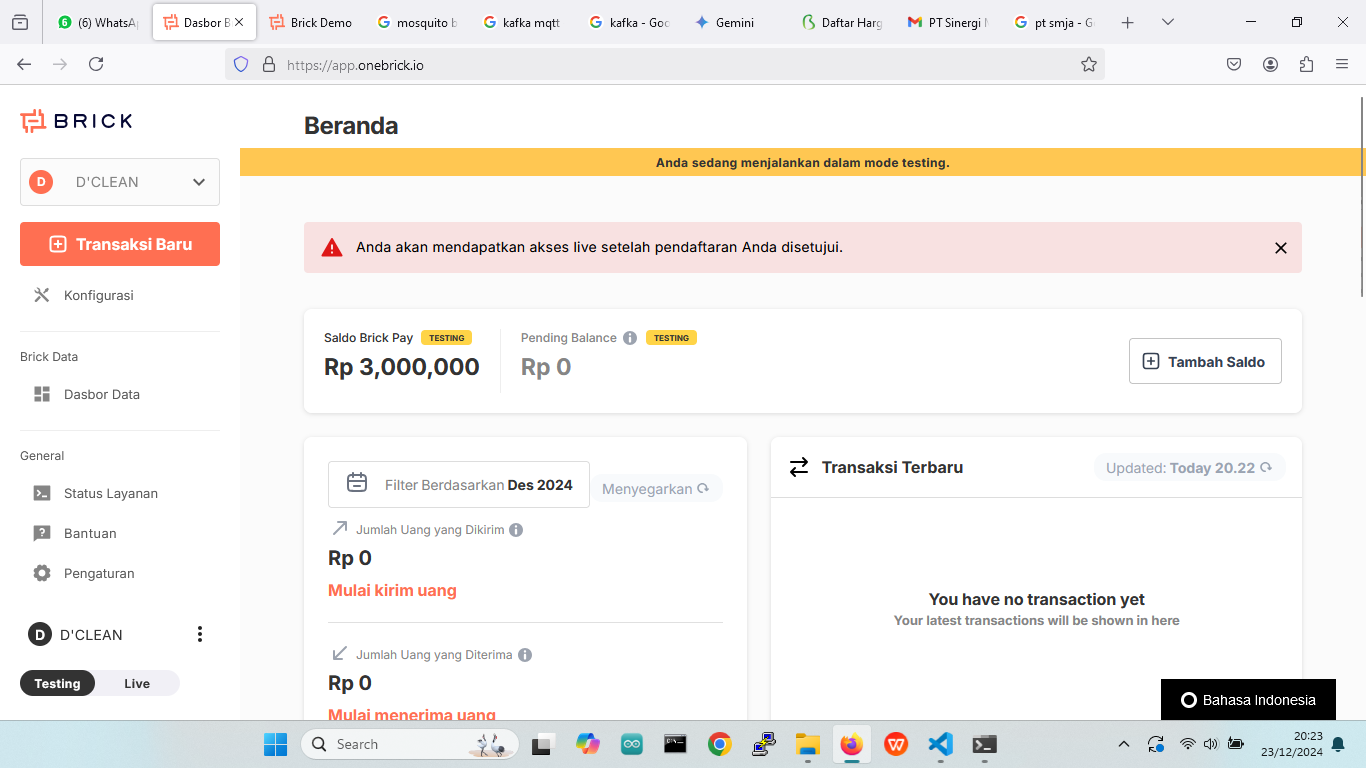 (6) WhatsA
Dasbor B
Brick Demo
mosquito b
kafka mqtt
kafka - Goo
Gemini
Daftar Harg
PT Sinergi M
pt smja - G
https://app.onebrick.io
BRICK
D D'CLEAN
Transaksi Baru
Konfigurasi
Brick Data
Dasbor Data
General
Status Layanan
Bantuan
Pengaturan
D D'CLEAN
Testing Live
Beranda
Anda sedang menjalankan dalam mode testing.
Anda akan mendapatkan akses live setelah pendaftaran Anda disetujui.
Saldo Brick Pay TESTING
Rp 3,000,000
Pending Balance TESTING
Rp 0
Tambah Saldo
Filter Berdasarkan Des 2024
Menyegarkan
Jumlah Uang yang Dikirim
Rp 0
Mulai kirim uang
Jumlah Uang yang Diterima
Rp 0
Mulai menerima uang
Transaksi Terbaru
Updated: Today 20.22
You have no transaction yet
Your latest transactions will be shown in here
Bahasa Indonesia
Search
20:23
23/12/2024